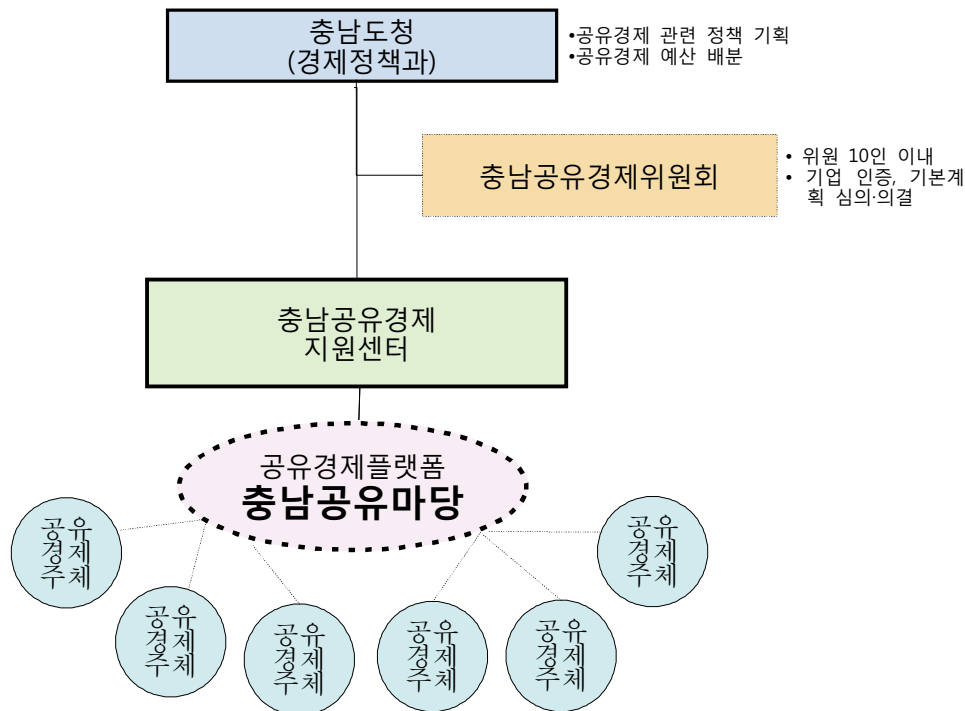 충남도청
(경제정책과)
•공유경제 관련 정책 기획
•공유경제 예산 배분
충남공유경제위원회
• 위원 10인 이내
• 기업 인증, 기본계
획 심의·의결
충남공유경제
지원센터
공유경제플랫폼
충남공유마당
공유
경제
주체
공유
경제
주체
공유
경제
주체
공유
경제
주체
공유
경제
주체
공유
경제
주체